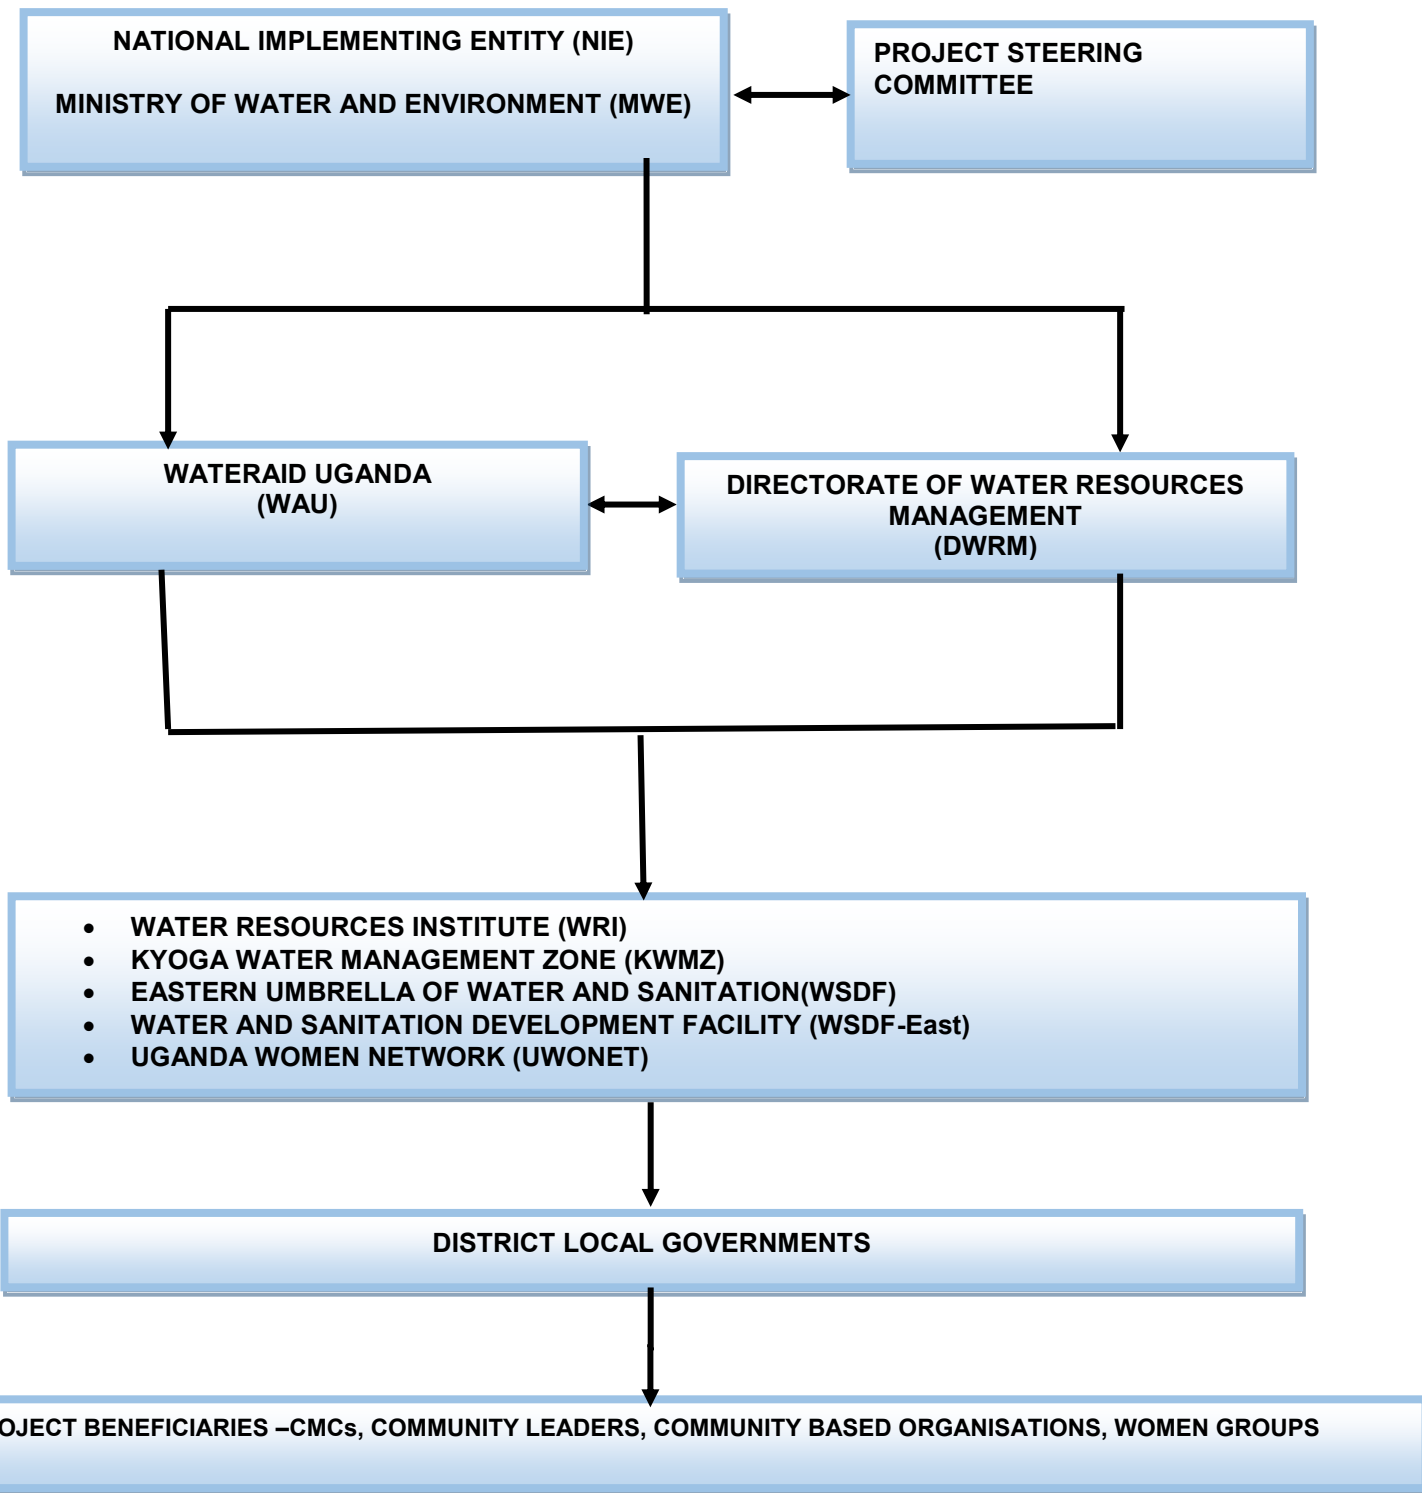 NATIONAL IMPLEMENTING ENTITY (NIE)
MINISTRY OF WATER AND ENVIRONMENT (MWE)
PROJECT STEERING
COMMITTEE
WATERAID UGANDA
(WAU)
DIRECTORATE OF WATER RESOURCES
MANAGEMENT
(DWRM)
• WATER RESOURCES INSTITUTE (WRI)
• KYOGA WATER MANAGEMENT ZONE (KWMZ)
• EASTERN UMBRELLA OF WATER AND SANITATION(WSDF)
• WATER AND SANITATION DEVELOPMENT FACILITY (WSDF-East)
• UGANDA WOMEN NETWORK (UWONET)
DISTRICT LOCAL GOVERNMENTS
OJECT BENEFICIARIES –CMCs, COMMUNITY LEADERS, COMMUNITY BASED ORGANISATIONS, WOMEN GROUPS